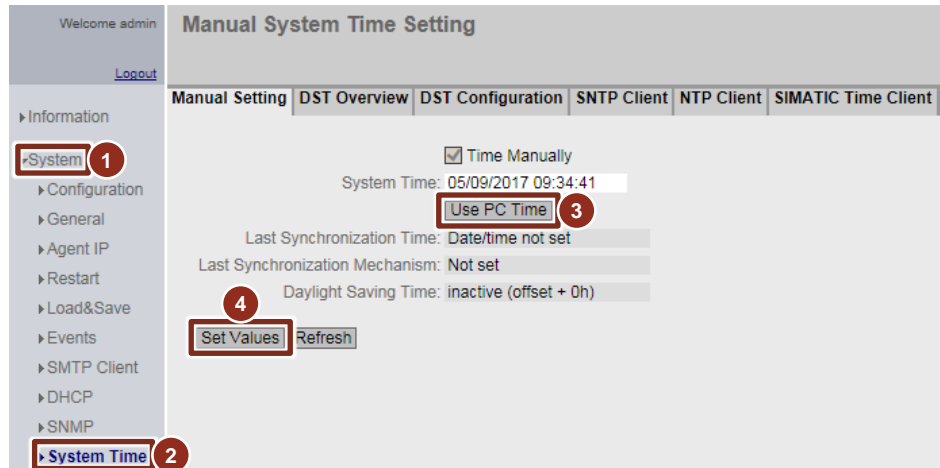 Welcome admin
Logout
Manual System Time Setting
Manual Setting DST Overview DST Configuration SNTP Client NTP Client SIMATIC Time Client
Information
System 1
Configuration
General
Agent IP
Restart
Load&Save
Events
SMTP Client
DHCP
SNMP
System Time 2
Time Manually
System Time: 05/09/2017 09:34:41
Use PC Time 3
Last Synchronization Time: Date/time not set
Last Synchronization Mechanism: Not set
Daylight Saving Time: inactive (offset + 0h)
4
Set Values Refresh